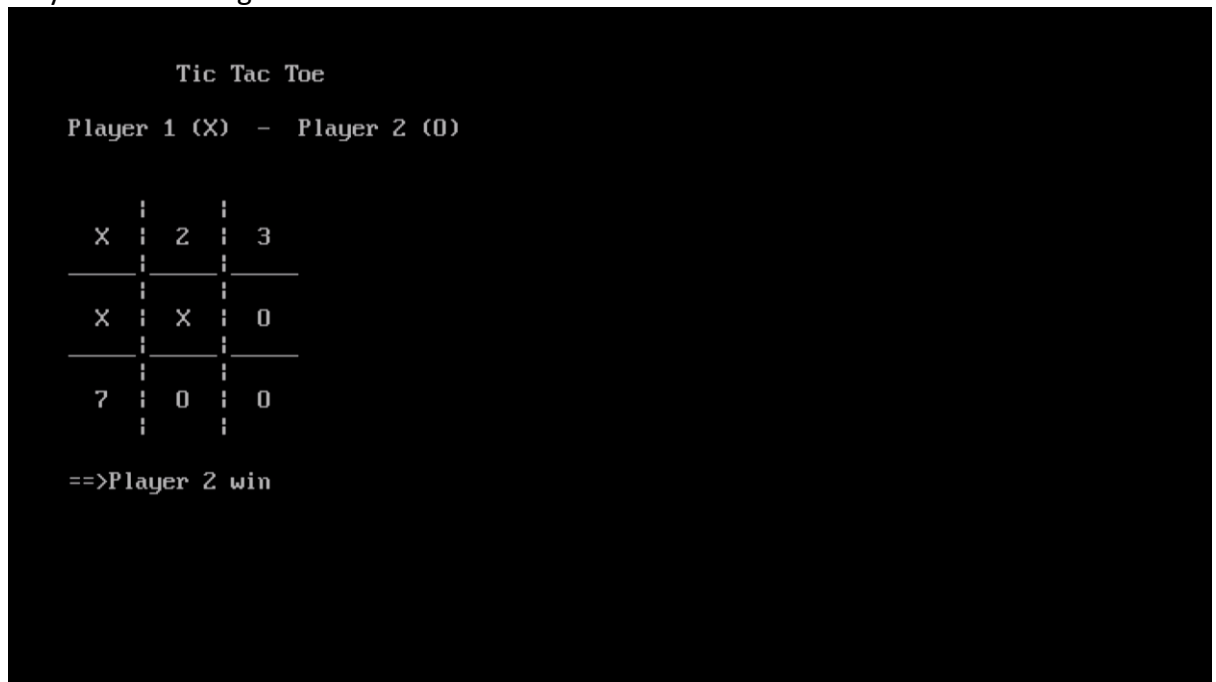 Tic Tac Toe
Player 1 (X) - Player 2 (O)
X ¦ 2 ¦ 3
X ¦ X ¦ O
7 ¦ O ¦ O
==>Player 2 win